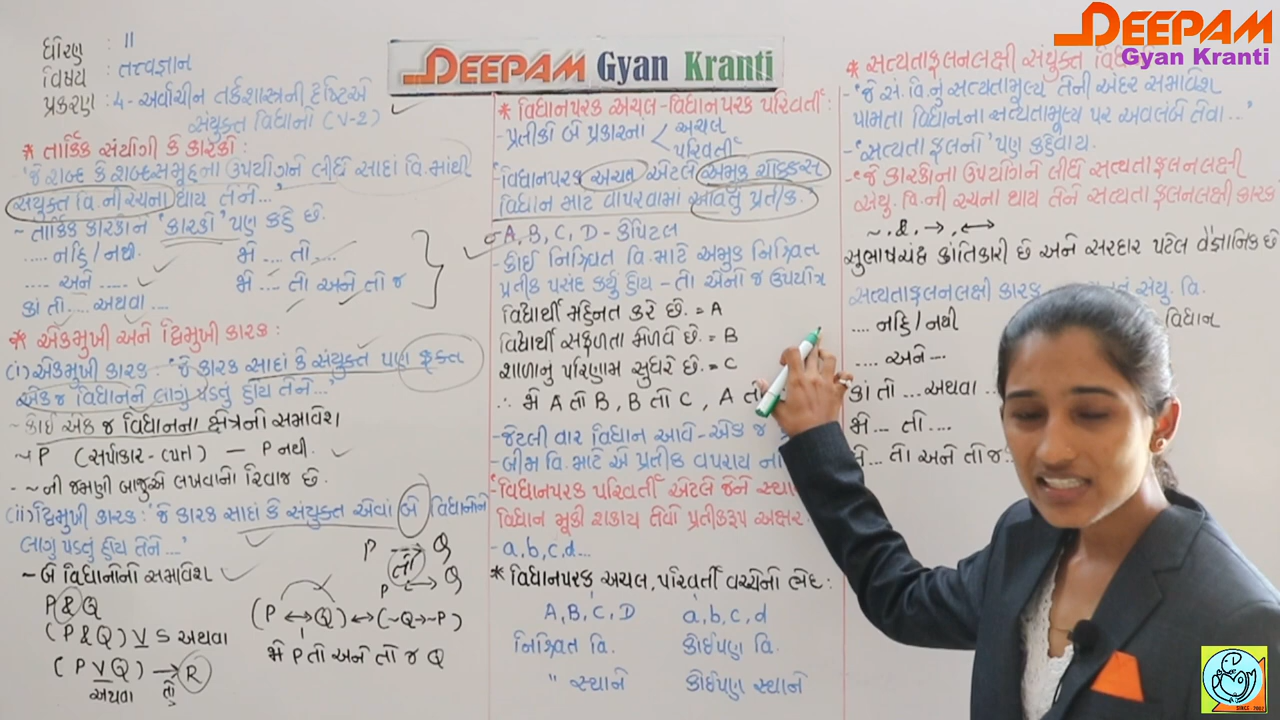 DEEPAM
Gyan Kranti
DEEPAM Gyan Kranti
ધોરણ : 11
વિષય : તત્વજ્ઞાન
પ્રકરણ : 4- અર્વાચીન તર્કશાસ્ત્રની દૃષ્ટિએ
સંયુક્ત વિધાનો (V-2)
* તાર્કિક સંયોગી કે કારકો :
'જે શબ્દ કે શબ્દસમૂહના ઉપયોગને લીધે સાદાં વિ.માંથી
સંયુક્ત વિ.ની રચના થાય તેને...'
~ તાર્કિક કારકોને 'કારકો' પણ કહે છે.
..... નહિ/નથી. જો .... તો....
..... અને ..... જો .... તો અને તો જ
કાં તો.... અથવા ....
* એકમુખી અને દ્વિમુખી કારક :
(i) એકમુખી કારક : 'જે કારક સાદાં કે સંયુક્ત પણ ફક્ત
એક જ વિધાનને લાગુ પડતું હોય તેને...'
~ કોઈ એક જ વિધાનના ક્ષેત્રનો સમાવેશ
~P (સર્પાકાર- ) — P નથી.
- ~ની જમણી બાજુએ લખવાનો રિવાજ છે.
(ii) દ્વિમુખી કારક : 'જે કારક સાદાં કે સંયુક્ત એવાં બે વિધાનોને
લાગુ પડતું હોય તેને....'
~ બે વિધાનોનો સમાવેશ
P & Q
(P & Q) V S અથવા
(P V Q) → R
અથવા તો
P → Q
તો
P ↔ Q
(P ↔ Q) ↔ (~Q → ~P)
જો P તો અને તો જ Q
* વિધાનપરક અચલ - વિધાનપરક પરિવર્તી :
- પ્રતીકો બે પ્રકારના < અચલ
પરિવર્તી
- 'વિધાનપરક અચલ એટલે અમુક ચોક્કસ
વિધાન માટે વાપરવામાં આવતું પ્રતીક.'
- A, B, C, D - કેપિટલ
- કોઈ નિશ્ચિત વિ.માટે અમુક નિશ્ચિત
પ્રતીક પસંદ કર્યું હોય - તો એનો જ ઉપયોગ
વિદ્યાર્થી મહેનત કરે છે. = A
વિદ્યાર્થી સફળતા મેળવે છે. = B
શાળાનું પરિણામ સુધરે છે. = C
∴ જો A તો B, B તો C, A તો
- જેટલી વાર વિધાન આવે - એક જ
- બીજા વિ. માટે એ પ્રતીક વપરાય
- 'વિધાનપરક પરિવર્તી એટલે જેને સ્થા
વિધાન મૂકી શકાય તેવો પ્રતીકરૂપ અક્ષર.
- a, b, c, d...
* વિધાનપરક અચલ, પરિવર્તી વચ્ચેનો ભેદ :
A, B, C, D a, b, c, d
નિશ્ચિત વિ. કોઈપણ વિ.
" સ્થાને કોઈપણ સ્થાને
* સત્યતાફલનલક્ષી સંયુક્ત
- 'જે સં. વિ.નું સત્યતામૂલ્ય તેની અંદર સમાવેશ
પામતા વિધાનના સત્યતામૂલ્ય પર અવલંબે તેવા...'
- 'સત્યતા ફલનો' પણ કહેવાય.
- 'જે કારકોના ઉપયોગને લીધે સત્યતાફલનલક્ષી
સંયુ. વિ.ની રચના થાય તેને સત્યતા ફલનલક્ષી કારક
~, &, →, ↔
સુભાષચંદ્ર ક્રાંતિકારી છે અને સરદાર પટેલ વૈજ્ઞાનિક છે
સત્યતાફલનલક્ષી કારક સંયુ. વિ.
.... નહિ/નથી વિધાન
.... અને ...
કાં તો ... અથવા ..
જો ... તો ....
... તો અને તો જ
SINCE 2002